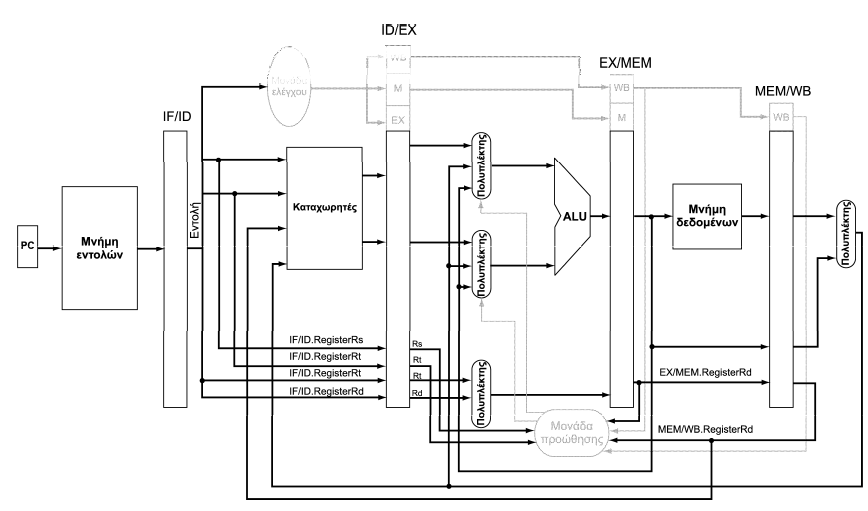 ID/EX
EX/MEM
MEM/WB
IF/ID
WB
M
EX
WB
M
WB
Μονάδα
ελέγχου
Εντολή
PC
Μνήμη
εντολών
Καταχωρητές
Πολυπλέκτης
Πολυπλέκτης
Πολυπλέκτης
ALU
Μνήμη
δεδομένων
Πολυπλέκτης
IF/ID.RegisterRs
IF/ID.RegisterRt
IF/ID.RegisterRt
IF/ID.RegisterRd
Rs
Rt
Rt
Rd
EX/MEM.RegisterRd
Μονάδα
προώθησης
MEM/WB.RegisterRd